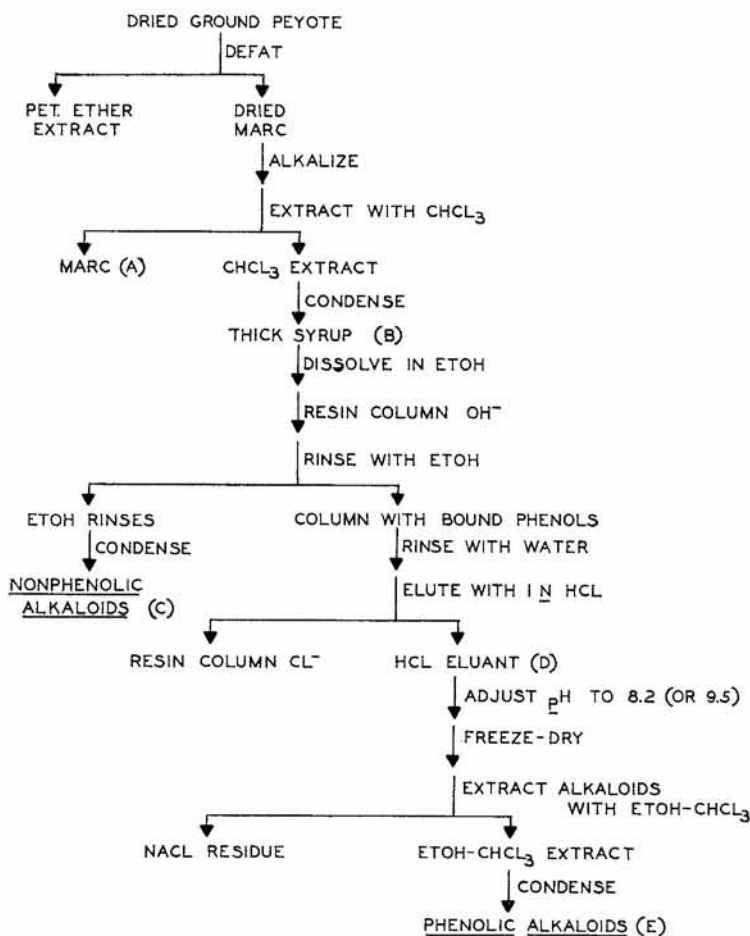 DRIED GROUND PEYOTE
DEFAT
PET. ETHER
EXTRACT
DRIED
MARC
ALKALIZE
EXTRACT WITH CHCL₃
MARC (A)
CHCL₃ EXTRACT
CONDENSE
THICK SYRUP (B)
DISSOLVE IN ETOH
RESIN COLUMN OH⁻
RINSE WITH ETOH
ETOH RINSES
COLUMN WITH BOUND PHENOLS
CONDENSE
RINSE WITH WATER
NONPHENOLIC
ALKALOIDS (C)
ELUTE WITH 1 N HCL
RESIN COLUMN CL⁻
HCL ELUANT (D)
ADJUST PH TO 8.2 (OR 9.5)
FREEZE-DRY
EXTRACT ALKALOIDS
WITH ETOH-CHCL₃
NACL RESIDUE
ETOH-CHCL₃ EXTRACT
CONDENSE
PHENOLIC ALKALOIDS (E)